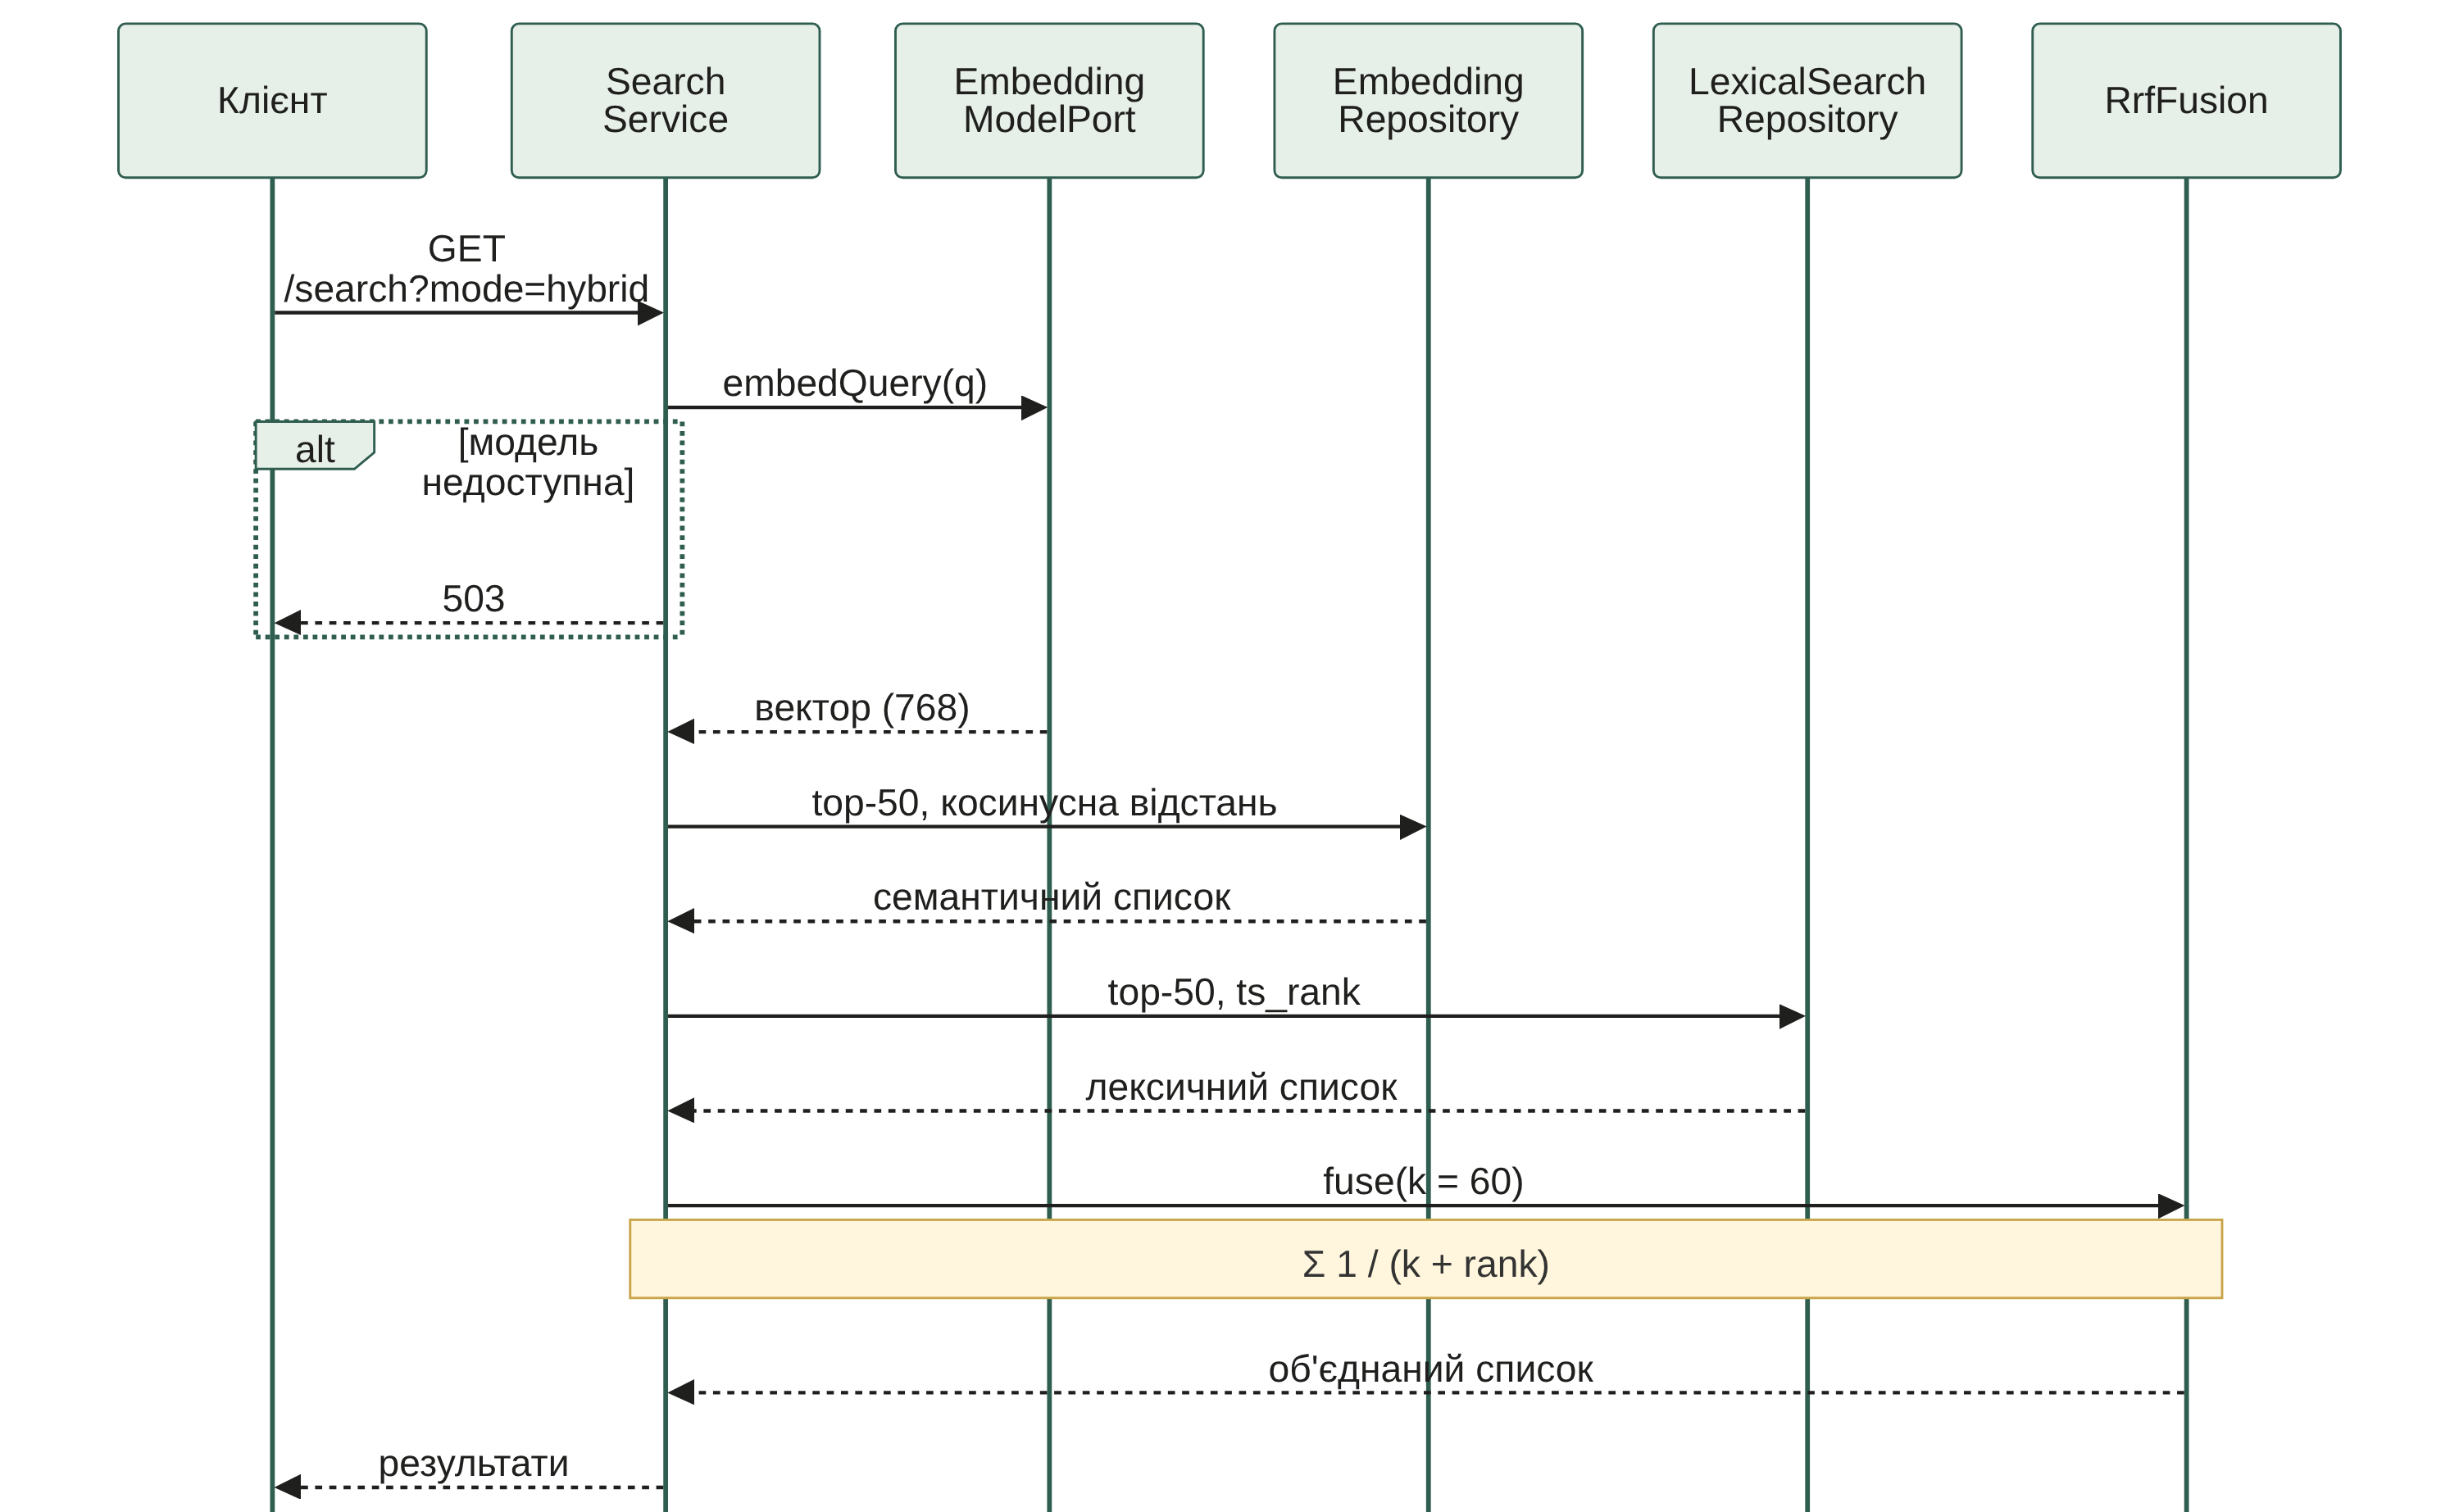 Клієнт
Search
Service
Embedding
ModelPort
Embedding
Repository
LexicalSearch
Repository
RrfFusion
GET
/search?mode=hybrid
embedQuery(q)
alt
[модель
недоступна]
503
вектор (768)
top-50, косинусна відстань
семантичний список
top-50, ts_rank
лексичний список
fuse(k = 60)
Σ 1 / (k + rank)
об'єднаний список
результати